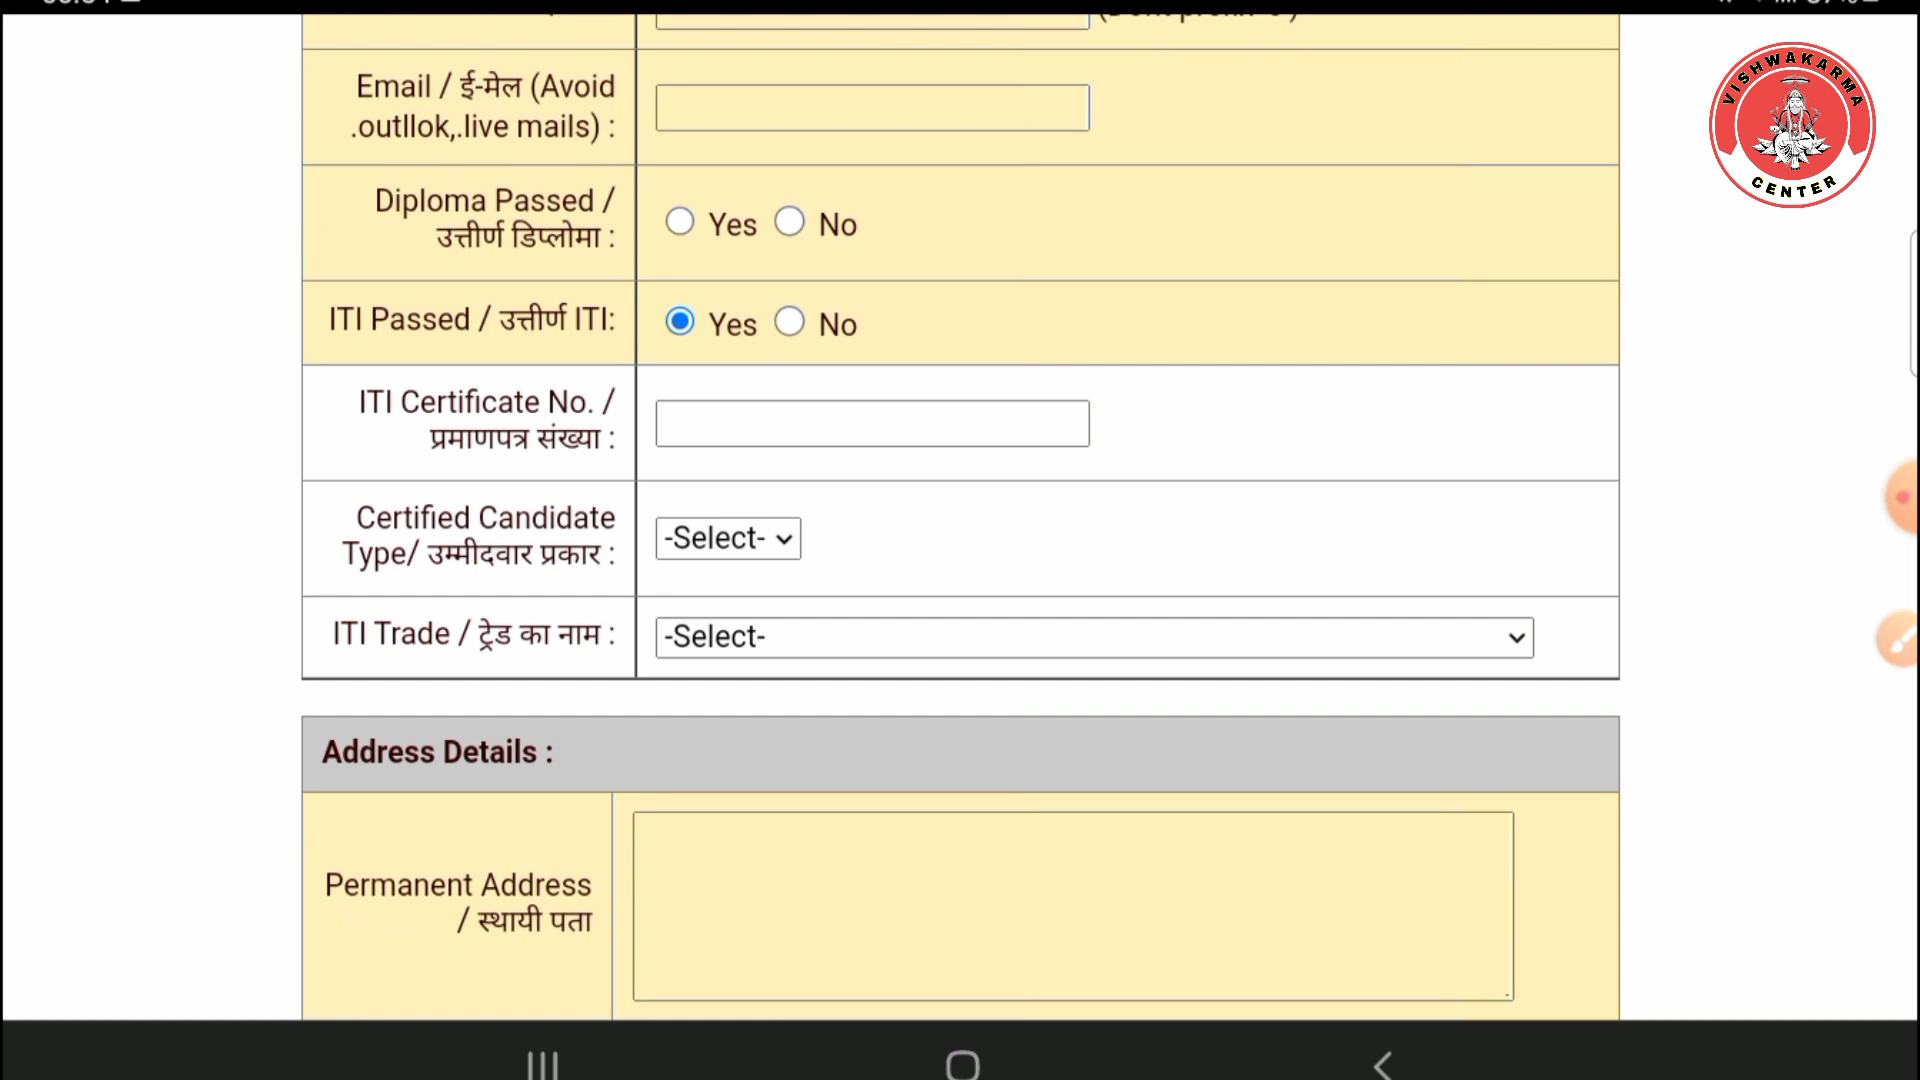 Email / ई-मेल (Avoid
.outllok,.live mails) :
Diploma Passed /
उत्तीर्ण डिप्लोमा :
Yes No
ITI Passed / उत्तीर्ण ITI:
Yes No
ITI Certificate No. /
प्रमाणपत्र संख्या :
Certified Candidate
Type/ उम्मीदवार प्रकार :
-Select-
ITI Trade / ट्रेड का नाम :
-Select-
Address Details :
Permanent Address
/ स्थायी पता
VISHWAKARMA
CENTER